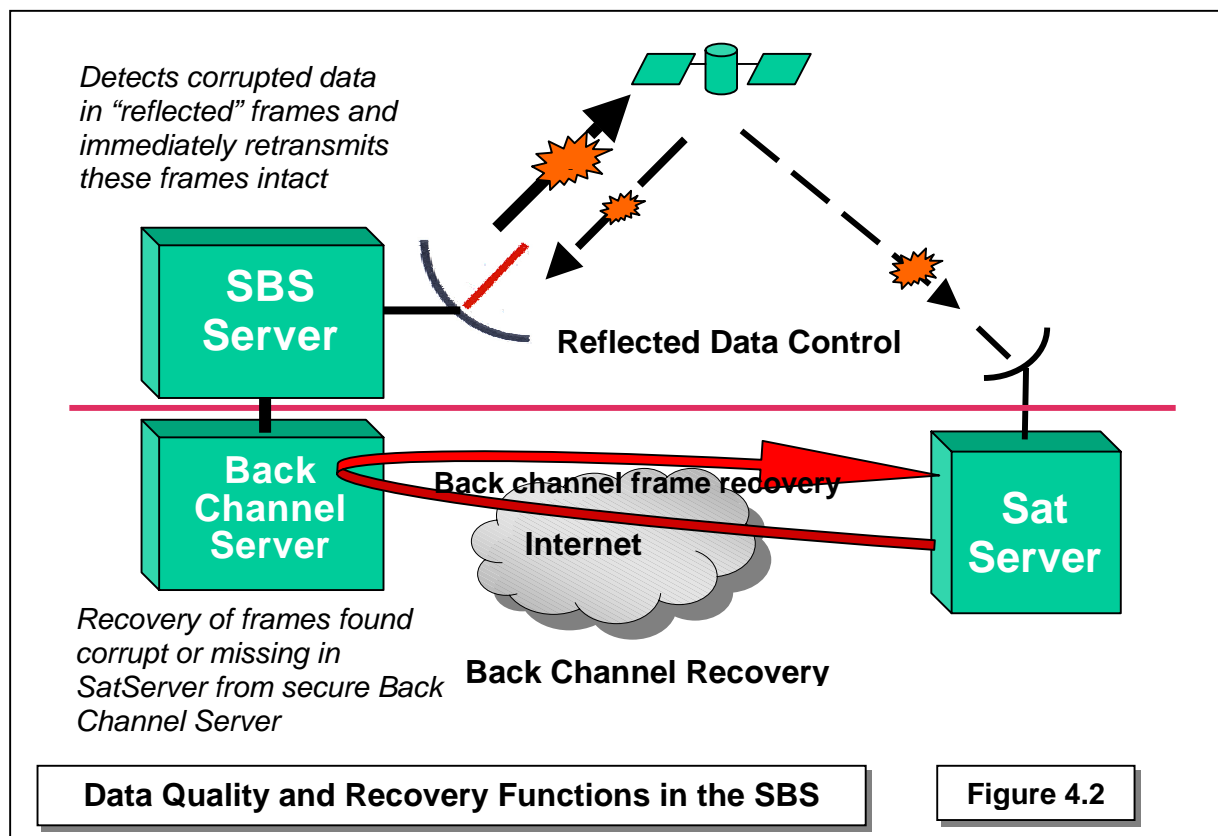 Detects corrupted data
in “reflected” frames and
immediately retransmits
these frames intact
SBS
Server
Reflected Data Control
Back
Channel
Server
Back channel frame recovery
Internet
Sat
Server
Recovery of frames found
corrupt or missing in
SatServer from secure Back
Channel Server
Back Channel Recovery
Data Quality and Recovery Functions in the SBS
Figure 4.2